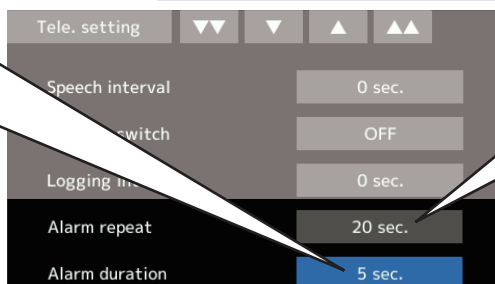 Tele. setting ▼▼ ▼ ▲ ▲▲
Speech interval 0 sec.
switch OFF
Logging 0 sec.
Alarm repeat 20 sec.
Alarm duration 5 sec.